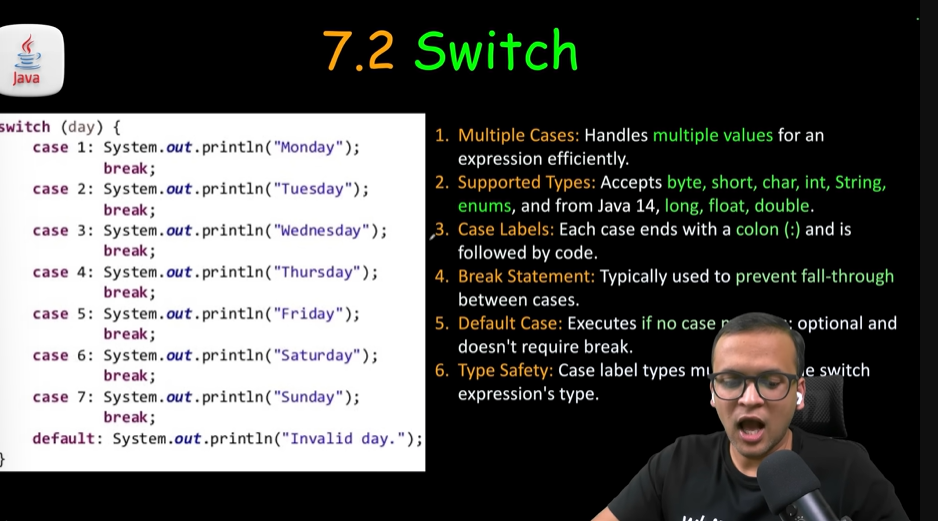 Java
7.2 Switch
switch (day) {
case 1: System.out.println("Monday");
break;
case 2: System.out.println("Tuesday");
break;
case 3: System.out.println("Wednesday");
break;
case 4: System.out.println("Thursday");
break;
case 5: System.out.println("Friday");
break;
case 6: System.out.println("Saturday");
break;
case 7: System.out.println("Sunday");
break;
default: System.out.println("Invalid day.");
}
1. Multiple Cases: Handles multiple values for an
expression efficiently.
2. Supported Types: Accepts byte, short, char, int, String,
enums, and from Java 14, long, float, double.
3. Case Labels: Each case ends with a colon (:) and is
followed by code.
4. Break Statement: Typically used to prevent fall-through
between cases.
5. Default Case: Executes if no case ; optional and
doesn't require break.
6. Type Safety: Case label types switch
expression's type.